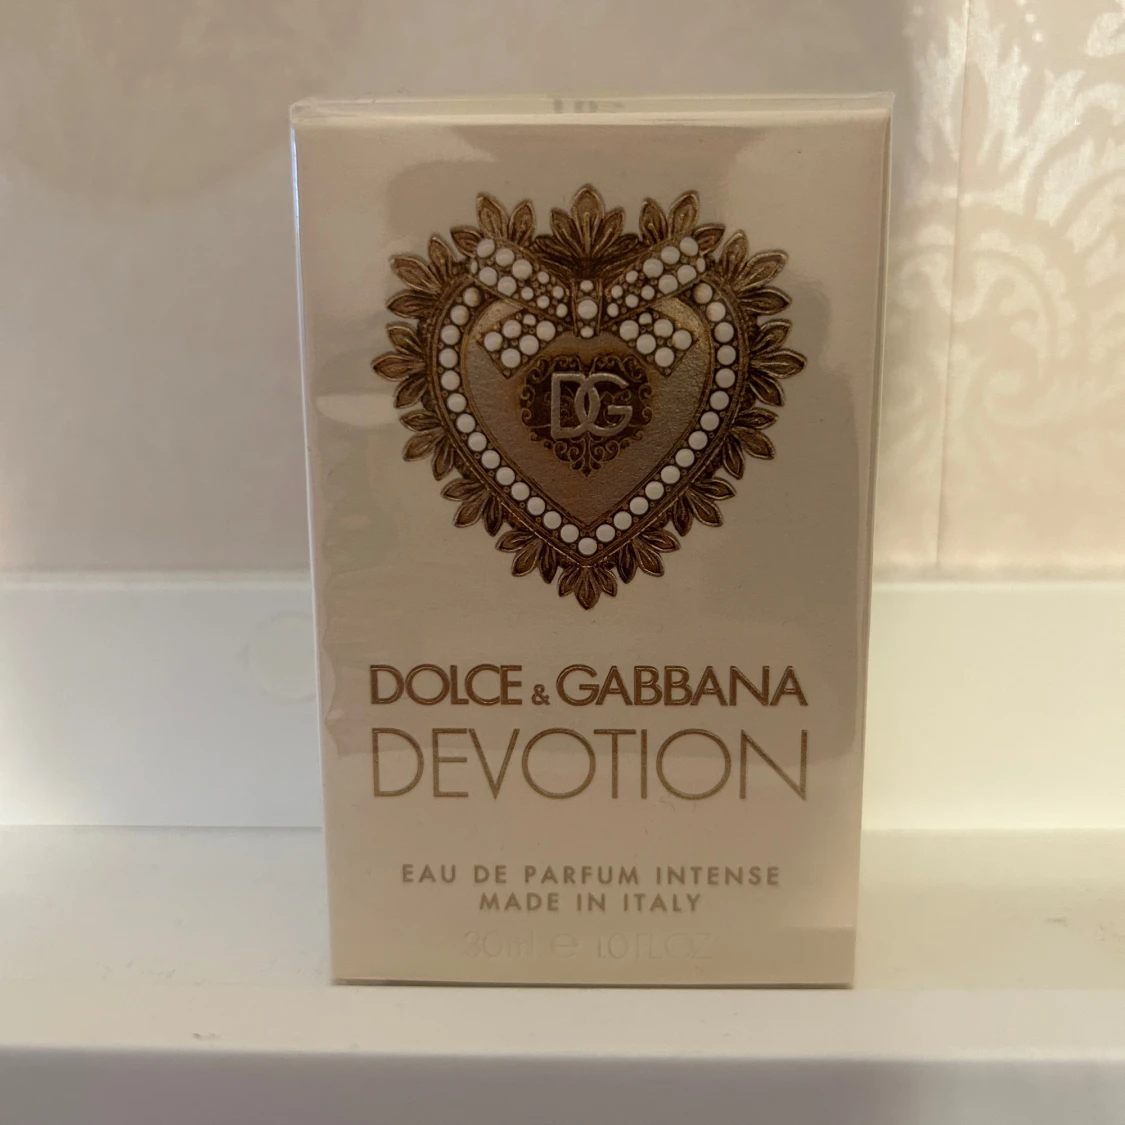 DG
DOLCE & GABBANA
DEVOTION
EAU DE PARFUM INTENSE
MADE IN ITALY
30ml e 1.0 FL.OZ